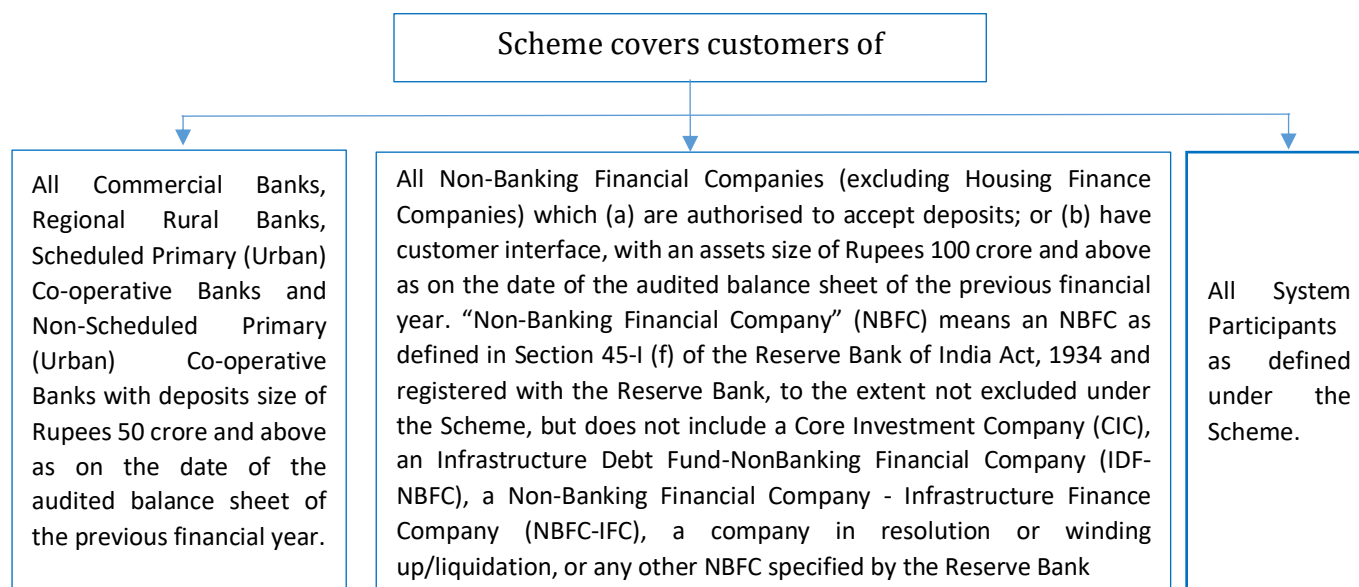 Scheme covers customers of
All Commercial Banks,
Regional Rural Banks,
Scheduled Primary (Urban)
Co-operative Banks and
Non-Scheduled Primary
(Urban) Co-operative
Banks with deposits size of
Rupees 50 crore and above
as on the date of the
audited balance sheet of
the previous financial year.
All Non-Banking Financial Companies (excluding Housing Finance
Companies) which (a) are authorised to accept deposits; or (b) have
customer interface, with an assets size of Rupees 100 crore and above
as on the date of the audited balance sheet of the previous financial
year. “Non-Banking Financial Company” (NBFC) means an NBFC as
defined in Section 45-I (f) of the Reserve Bank of India Act, 1934 and
registered with the Reserve Bank, to the extent not excluded under
the Scheme, but does not include a Core Investment Company (CIC),
an Infrastructure Debt Fund-NonBanking Financial Company (IDF-
NBFC), a Non-Banking Financial Company - Infrastructure Finance
Company (NBFC-IFC), a company in resolution or winding
up/liquidation, or any other NBFC specified by the Reserve Bank
All System
Participants
as defined
under the
Scheme.